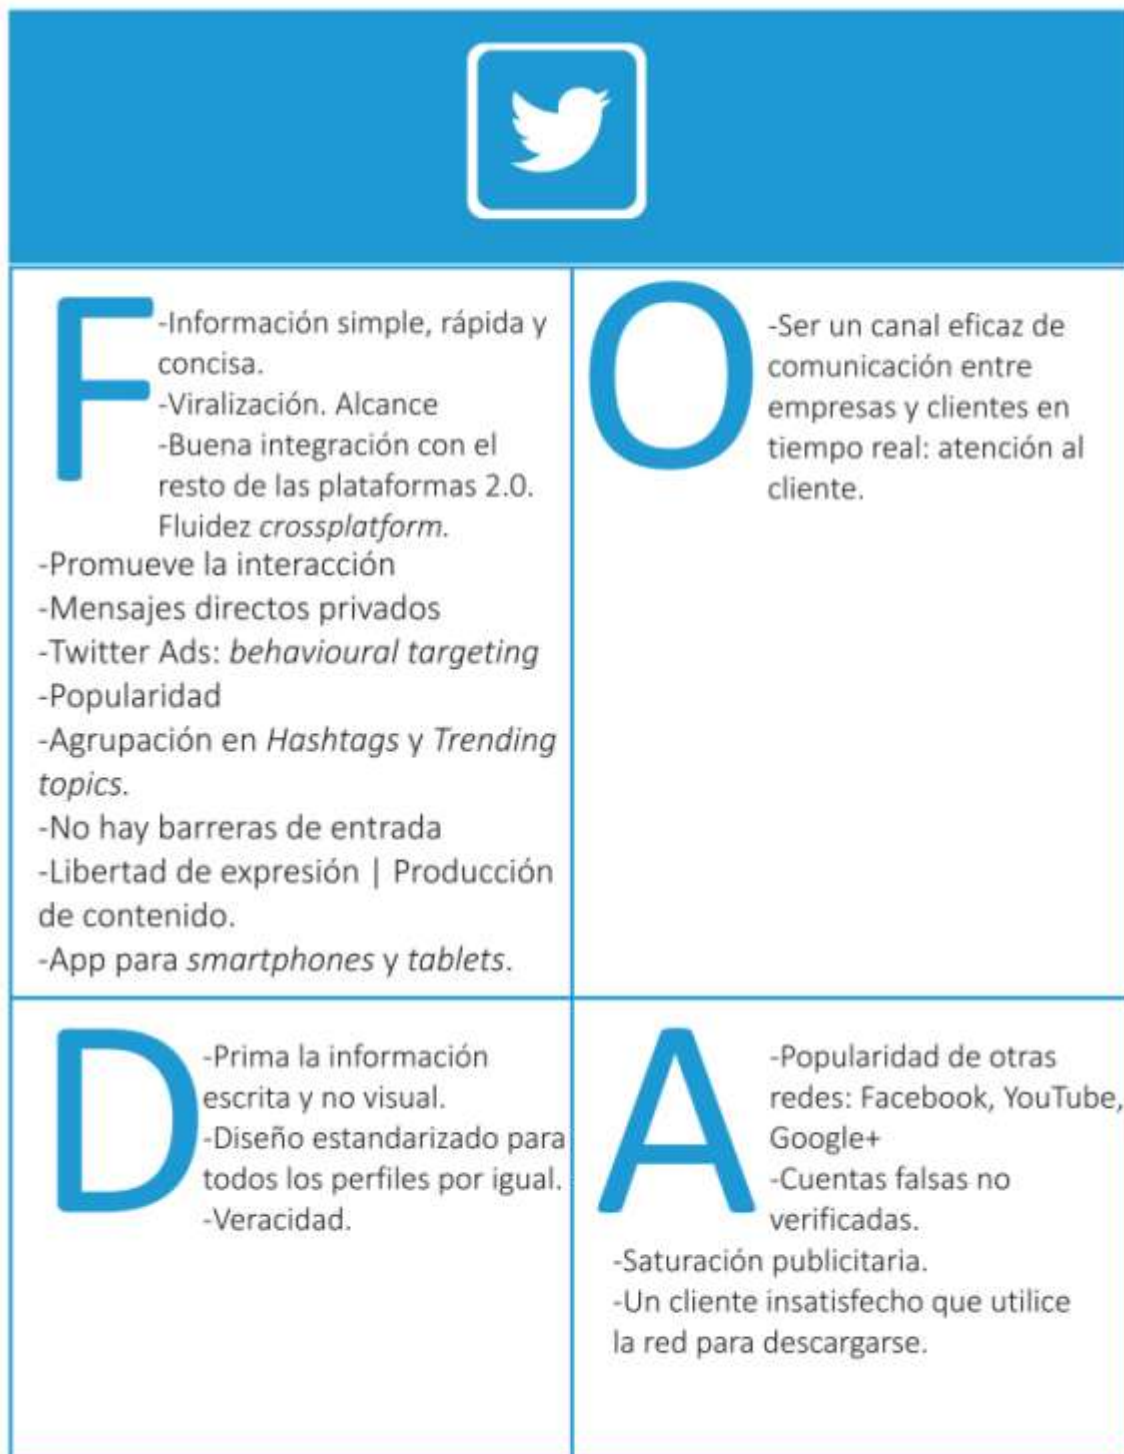 F
-Información simple, rápida y
concisa.
-Viralización. Alcance
-Buena integración con el
resto de las plataformas 2.0.
Fluidez crossplatform.
-Promueve la interacción
-Mensajes directos privados
-Twitter Ads: behavioural targeting
-Popularidad
-Agrupación en Hashtags y Trending
topics.
-No hay barreras de entrada
-Libertad de expresión | Producción
de contenido.
-App para smartphones y tablets.
O
-Ser un canal eficaz de
comunicación entre
empresas y clientes en
tiempo real: atención al
cliente.
D
-Prima la información
escrita y no visual.
-Diseño estandarizado para
todos los perfiles por igual.
-Veracidad.
A
-Popularidad de otras
redes: Facebook, YouTube,
Google+
-Cuentas falsas no
verificadas.
-Saturación publicitaria.
-Un cliente insatisfecho que utilice
la red para descargarse.